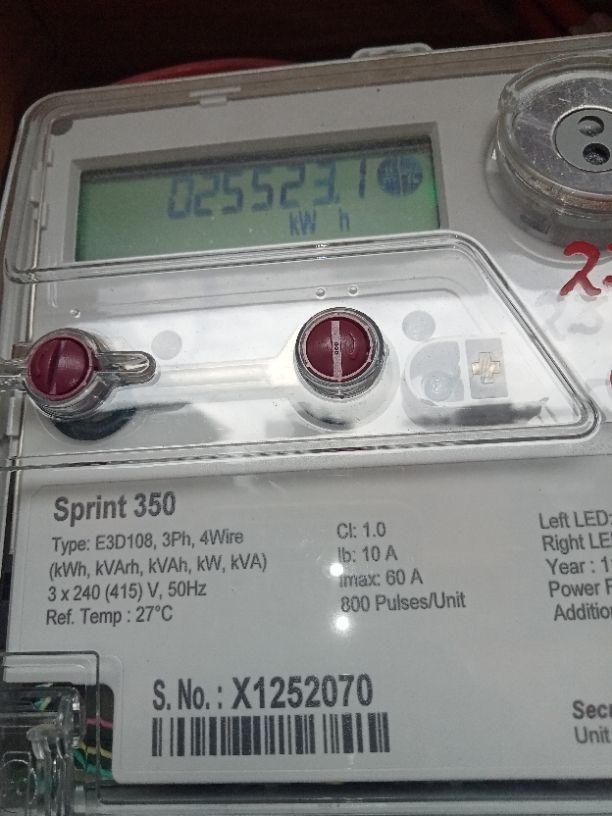 025523.1
kW h
Sprint 350
Type: E3D108, 3Ph, 4Wire
(kWh, kVArh, kVAh, kW, kVA)
3 x 240 (415) V, 50Hz
Ref. Temp : 27°C
Cl: 1.0
Ib: 10 A
Imax: 60 A
800 Pulses/Unit
Left LED:
Right LE
Year : 1
Power F
Additio
S. No. : X1252070
Secu
Unit